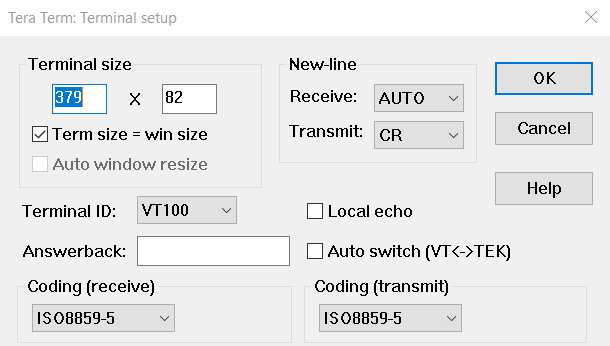 Tera Term: Terminal setup
Terminal size
379 X 82
Term size = win size
Auto window resize
New-line
Receive: AUTO
Transmit: CR
OK
Cancel
Help
Terminal ID: VT100
Local echo
Answerback:
Auto switch (VT<->TEK)
Coding (receive)
ISO8859-5
Coding (transmit)
ISO8859-5